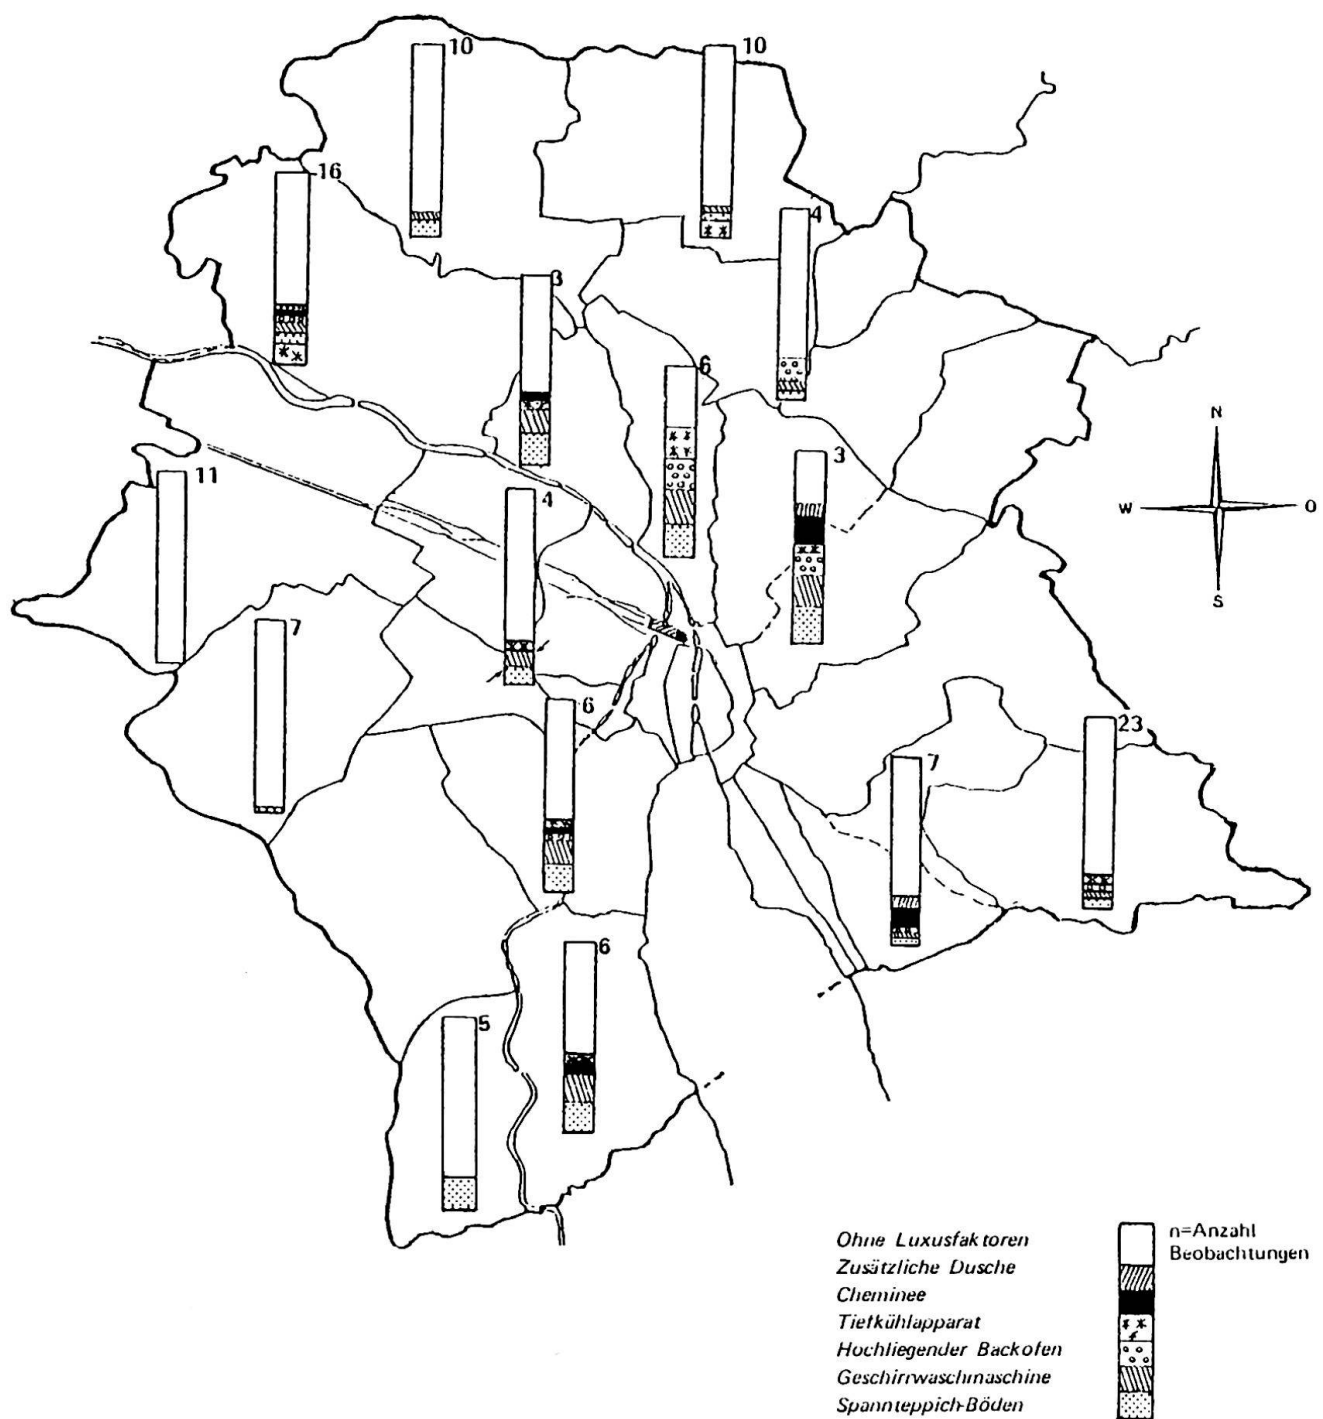 10
10
16
4
3
6
11
4
3
N
W
O
S
7
6
23
7
6
5
Ohne Luxusfaktoren
Zusätzliche Dusche
Cheminee
Tiefkühlapparat
Hochliegender Backofen
Geschirrwaschmaschine
Spannteppich-Böden
n=Anzahl
Beobachtungen